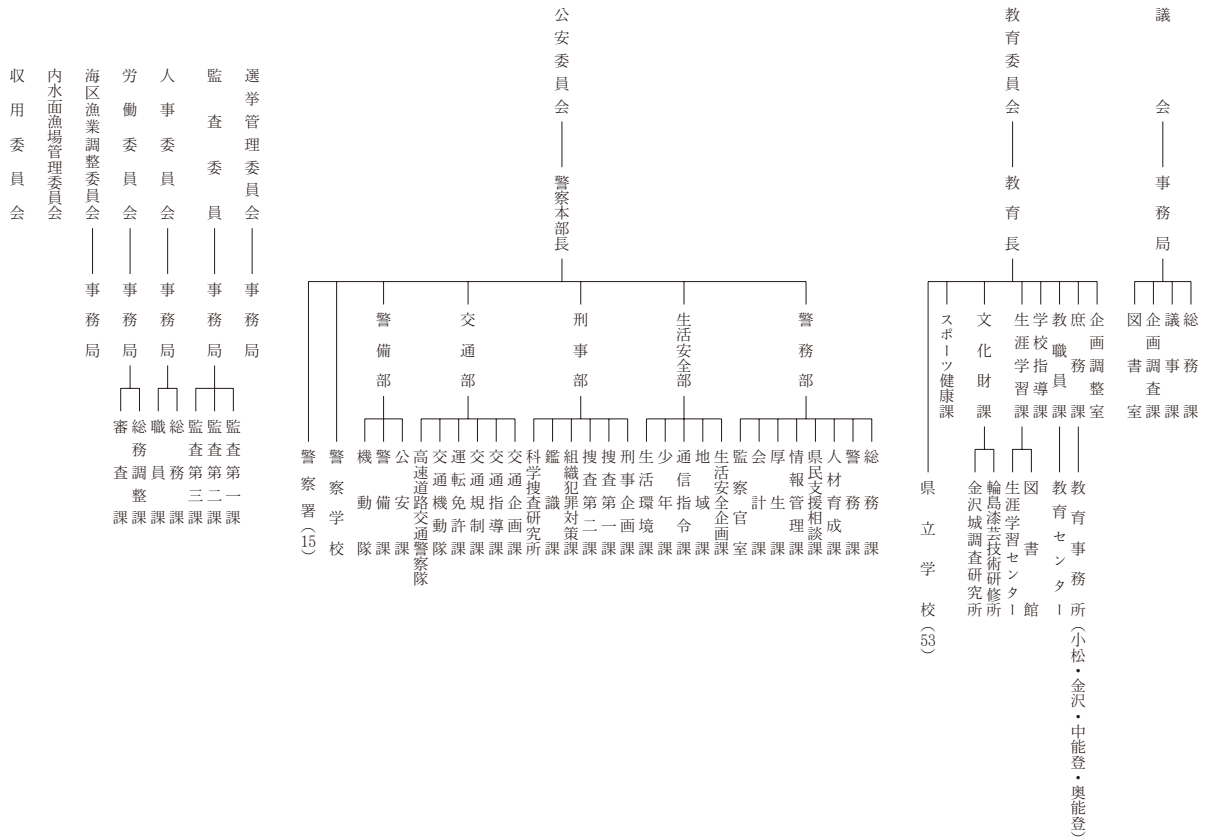 議会
事務局
総務課
議事課
企画調査課
図書室
教育委員会
教育長
企画調整室
庶務課
教育事務所（小松・金沢・中能登・奥能登）
教職員課
教育センター
学校指導課
生涯学習課
図書館
生涯学習センター
文化財課
輪島漆芸技術研修所
金沢城調査研究所
スポーツ健康課
県立学校（53）
公安委員会
警察本部長
警務部
総務課
警務課
人材育成課
県民支援相談課
情報管理課
厚生課
会計課
監察官室
生活安全部
生活安全企画課
地域課
通信指令課
少年課
生活環境課
刑事部
刑事企画課
捜査第一課
捜査第二課
組織犯罪対策課
鑑識課
科学捜査研究所
交通部
交通企画課
交通指導課
交通規制課
運転免許課
交通機動隊
高速道路交通警察隊
警備部
公安課
警備課
機動隊
警察学校
警察署（15）
選挙管理委員会
事務局
監査委員
事務局
監査第一課
監査第二課
監査第三課
人事委員会
事務局
総務課
職員課
労働委員会
事務局
総務調整課
審査課
海区漁業調整委員会
事務局
内水面漁場管理委員会
収用委員会